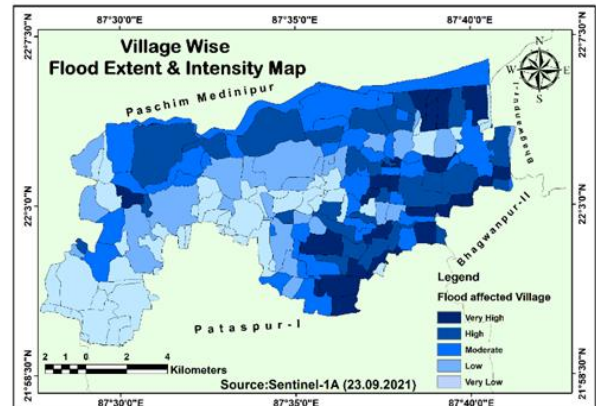 87°30'0"E 87°35'0"E 87°40'0"E
22°7'30"N 22°7'30"N
Village Wise
Flood Extent & Intensity Map
N
W E
S
Paschim Medinipur
Bhagwanpur-I
22°3'0"N 22°3'0"N
Bhagwanpur-II
Legend
Flood affected Village
Very High
High
Moderate
Low
Very Low
Pataspur-I
2 1 0 2 4
Kilometers
Source:Sentinel-1A (23.09.2021)
21°58'30"N 21°58'30"N
87°30'0"E 87°35'0"E 87°40'0"E